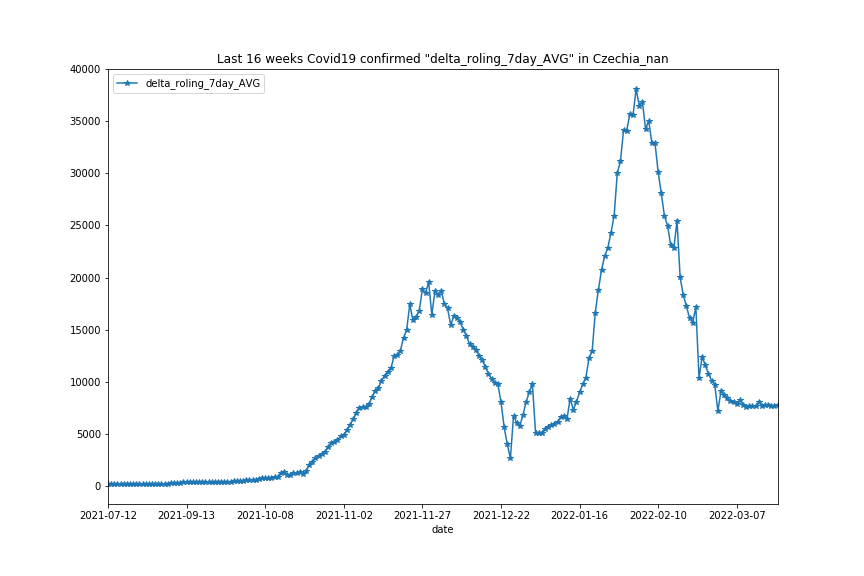 Last 16 weeks Covid19 confirmed "delta_roling_7day_AVG" in Czechia_nan
delta_roling_7day_AVG
40000
35000
30000
25000
20000
15000
10000
5000
0
2021-07-12 2021-09-13 2021-10-08 2021-11-02 2021-11-27 2021-12-22 2022-01-16 2022-02-10 2022-03-07
date